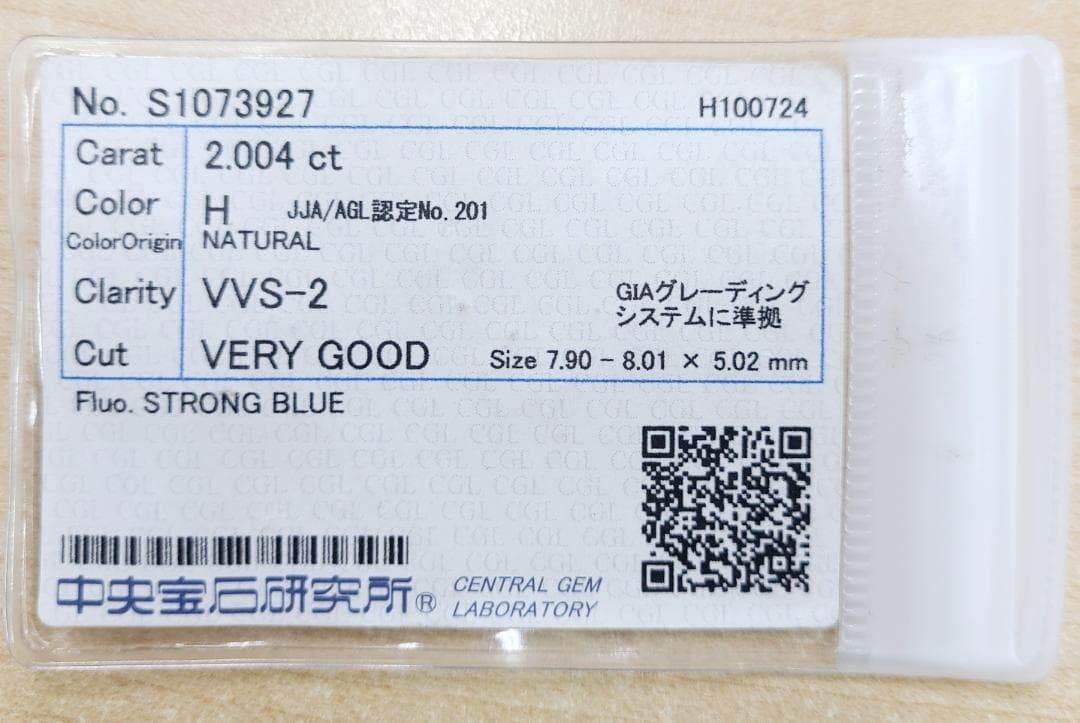 No. S1073927 H100724
Carat 2.004 ct
Color H JJA/AGL認定No.201
ColorOrigin NATURAL
Clarity VVS-2 GIAグレーディング
システムに準拠
Cut VERY GOOD Size 7.90 - 8.01 × 5.02 mm
Fluo. STRONG BLUE
中央宝石研究所® CENTRAL GEM
LABORATORY